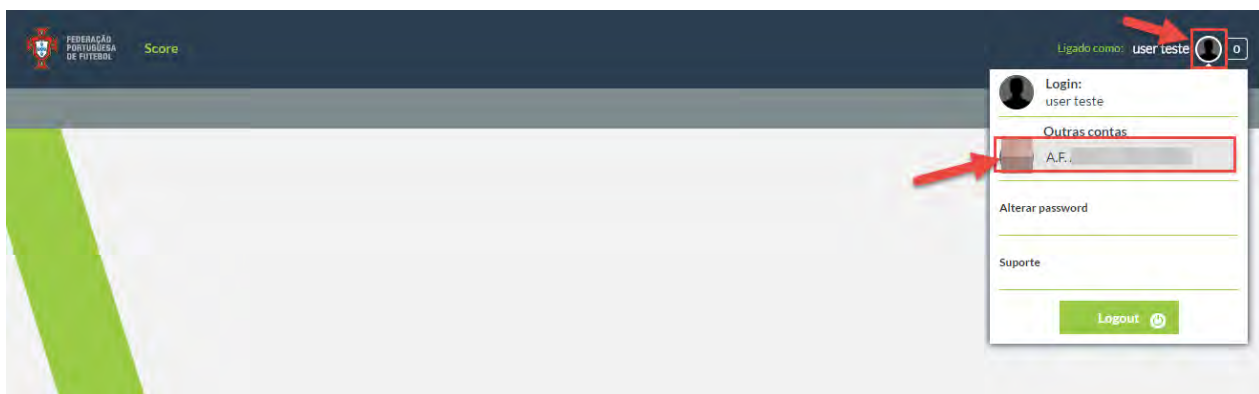 FEDERAÇÃO
PORTUGUESA
DE FUTEBOL
Score
Ligado como: user teste 0
Login:
user teste
Outras contas
A.F.
Alterar password
Suporte
Logout